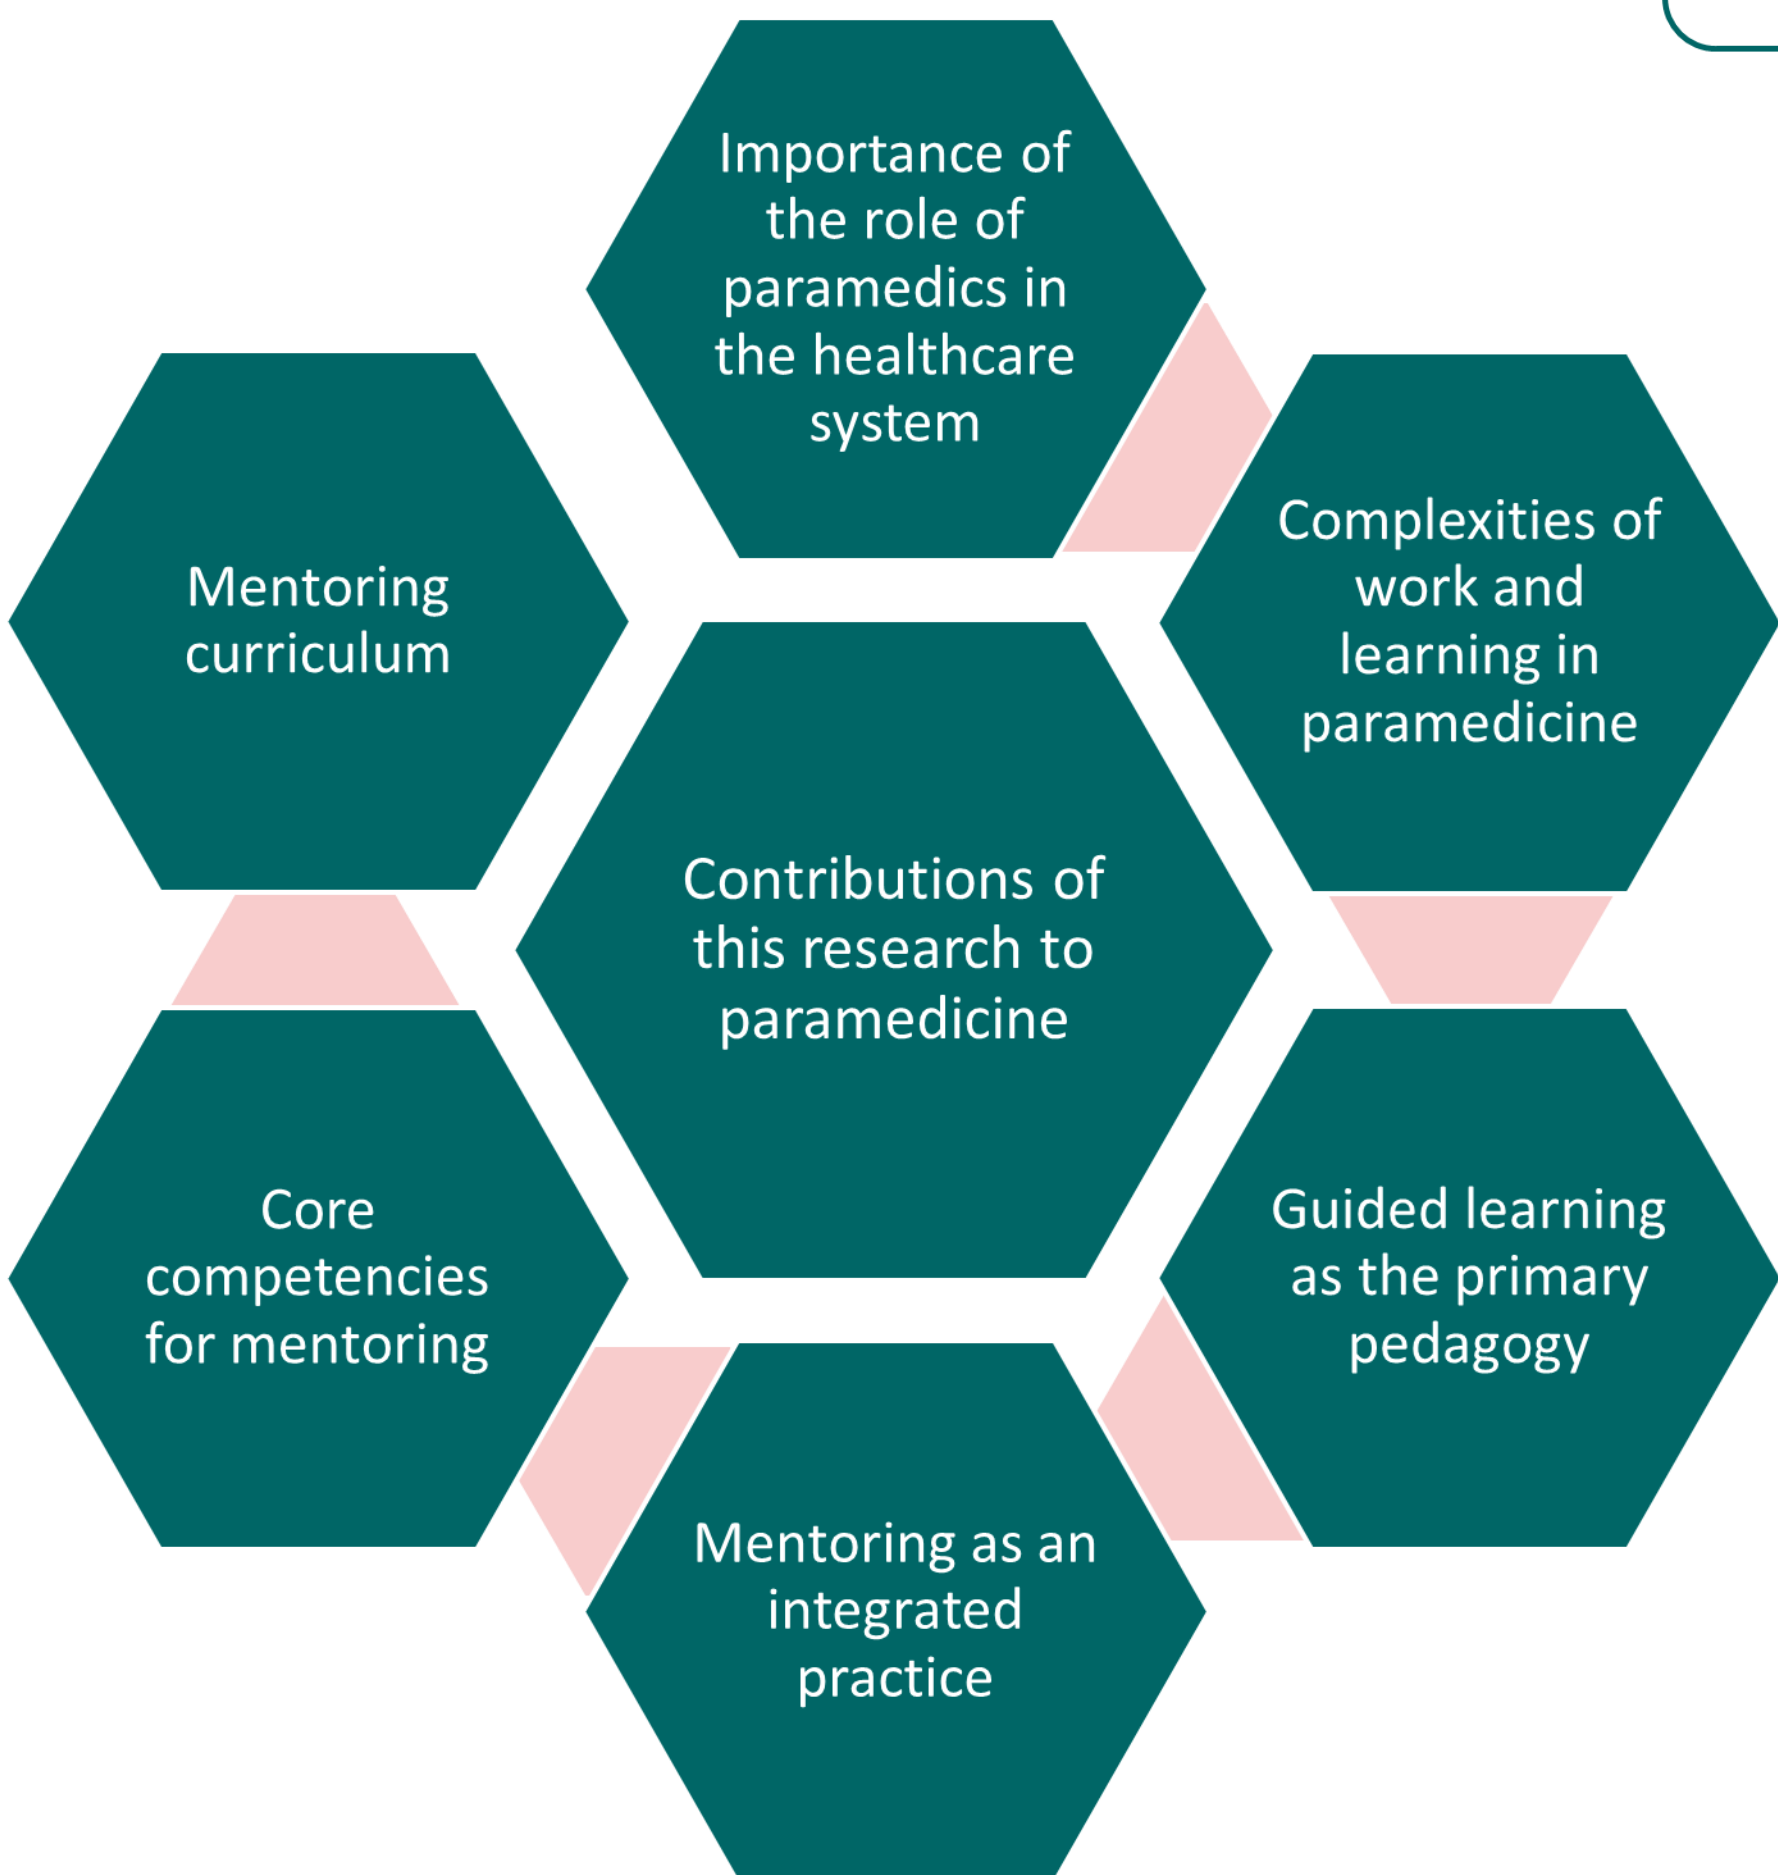 Importance of
the role of
paramedics in
the healthcare
system
Complexities of
work and
learning in
paramedicine
Guided learning
as the primary
pedagogy
Mentoring as an
integrated
practice
Core
competencies
for mentoring
Mentoring
curriculum
Contributions of
this research to
paramedicine